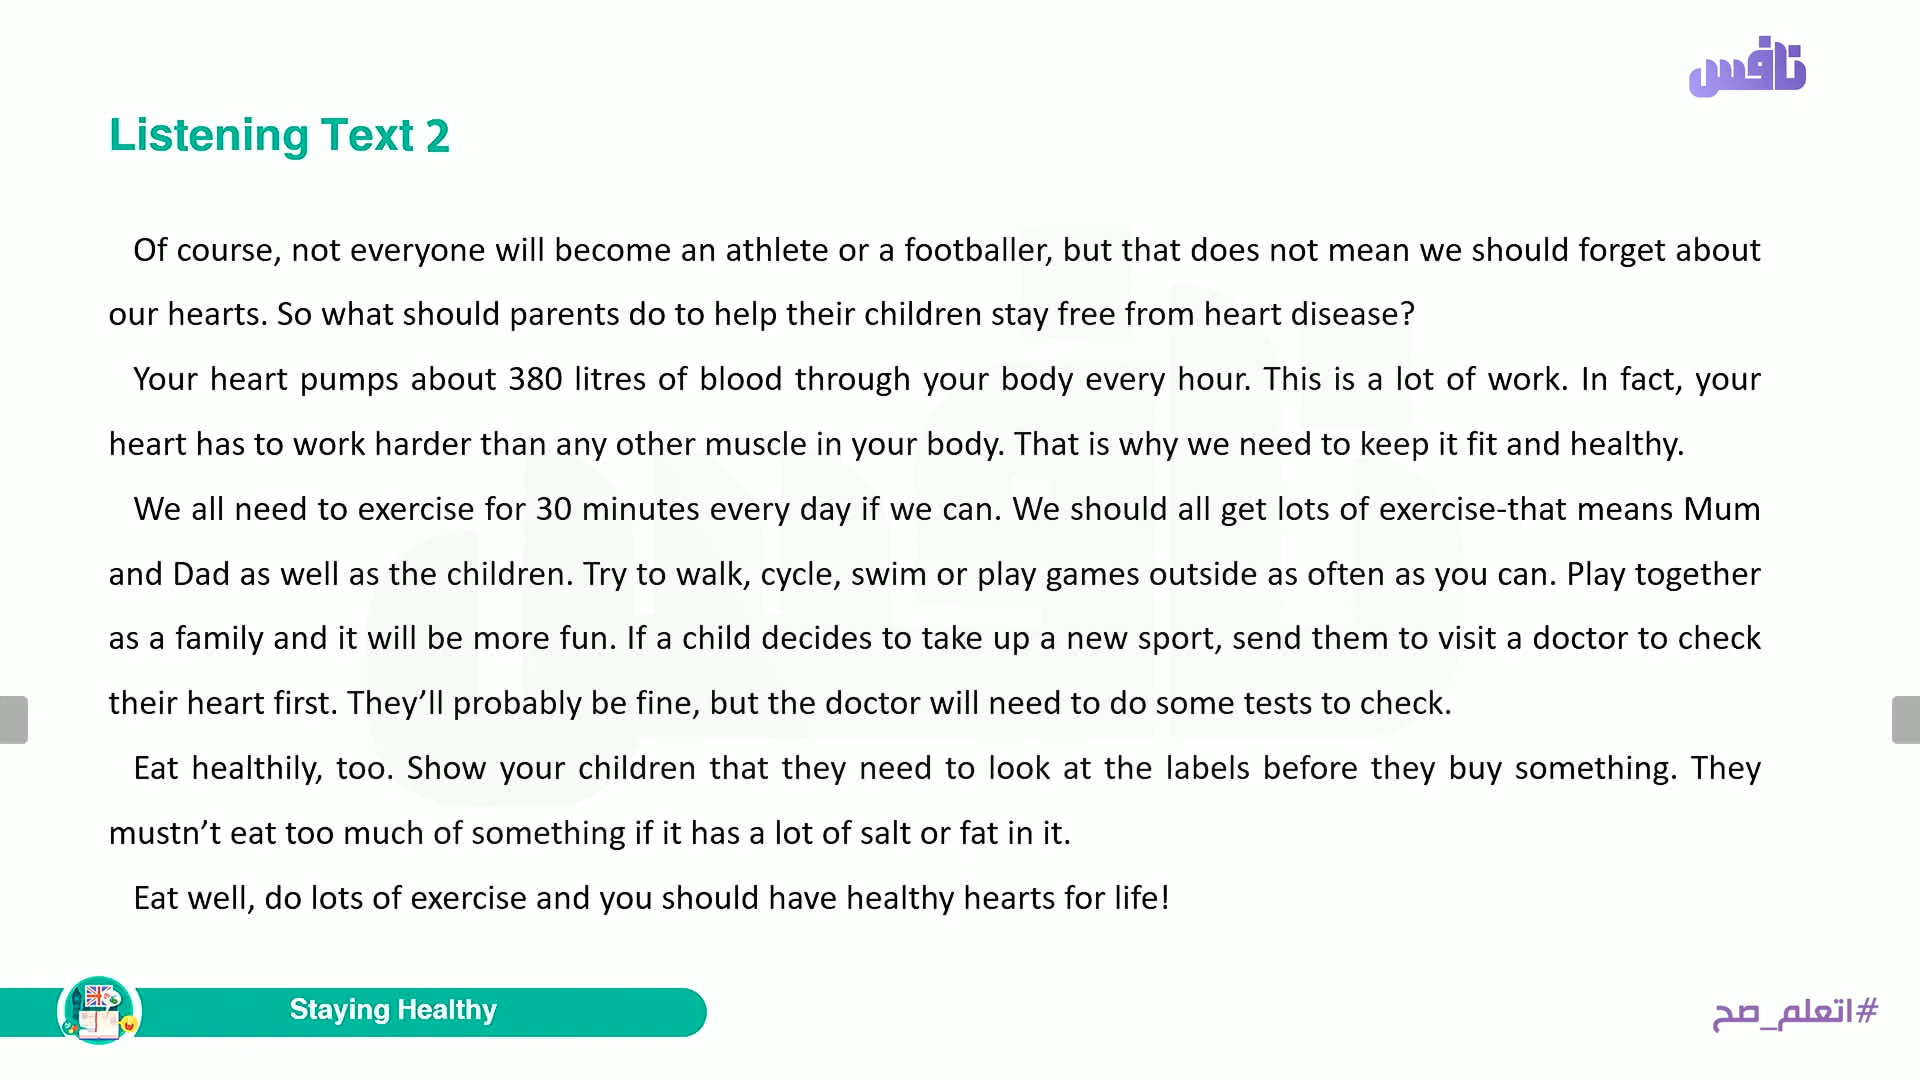 نافس
Listening Text 2
Of course, not everyone will become an athlete or a footballer, but that does not mean we should forget about
our hearts. So what should parents do to help their children stay free from heart disease?
Your heart pumps about 380 litres of blood through your body every hour. This is a lot of work. In fact, your
heart has to work harder than any other muscle in your body. That is why we need to keep it fit and healthy.
We all need to exercise for 30 minutes every day if we can. We should all get lots of exercise-that means Mum
and Dad as well as the children. Try to walk, cycle, swim or play games outside as often as you can. Play together
as a family and it will be more fun. If a child decides to take up a new sport, send them to visit a doctor to check
their heart first. They’ll probably be fine, but the doctor will need to do some tests to check.
Eat healthily, too. Show your children that they need to look at the labels before they buy something. They
mustn’t eat too much of something if it has a lot of salt or fat in it.
Eat well, do lots of exercise and you should have healthy hearts for life!
Staying Healthy
#اتعلم_صح